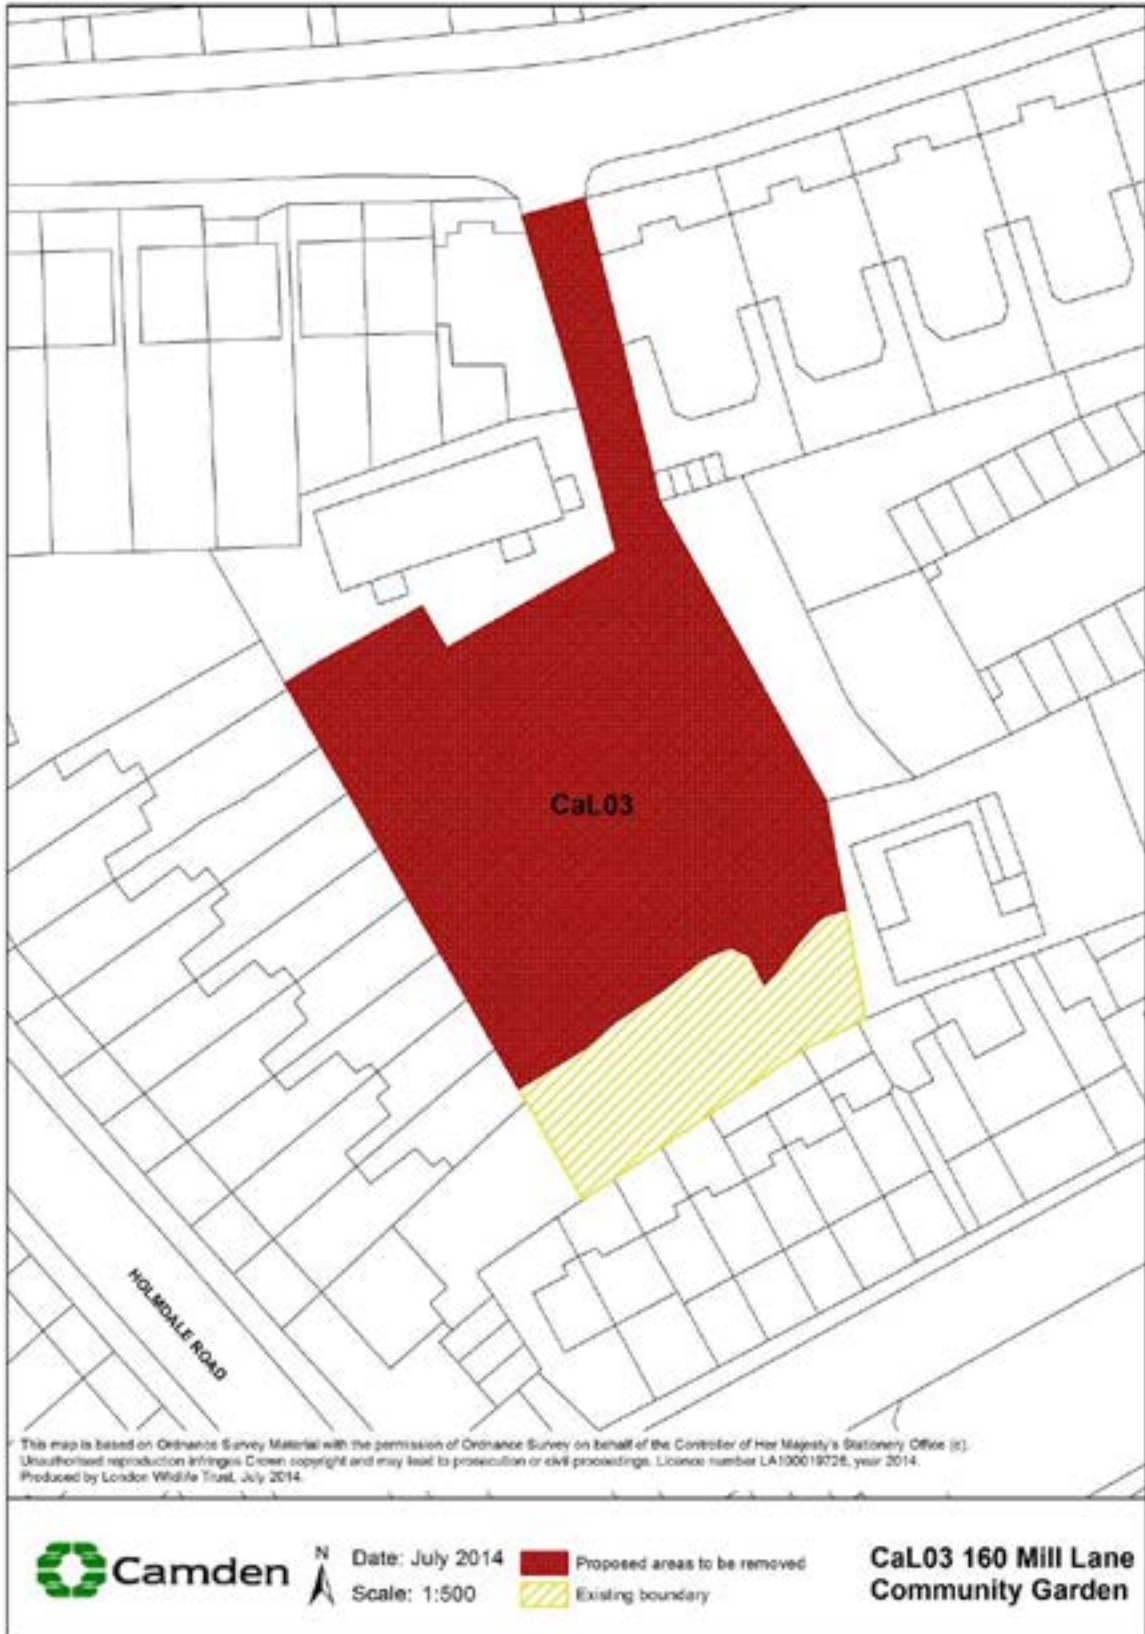 CaL03
HOLMDALE ROAD
This map is based on Ordnance Survey Material with the permission of Ordnance Survey on behalf of the Controller of Her Majesty's Stationery Office (c).
Unauthorised reproduction infringes Crown copyright and may lead to prosecution or civil proceedings. Licence number LA100019726, year 2014.
Produced by London Wildlife Trust, July 2014.
Camden
N
Date: July 2014
Scale: 1:500
Proposed areas to be removed
Existing boundary
CaL03 160 Mill Lane
Community Garden